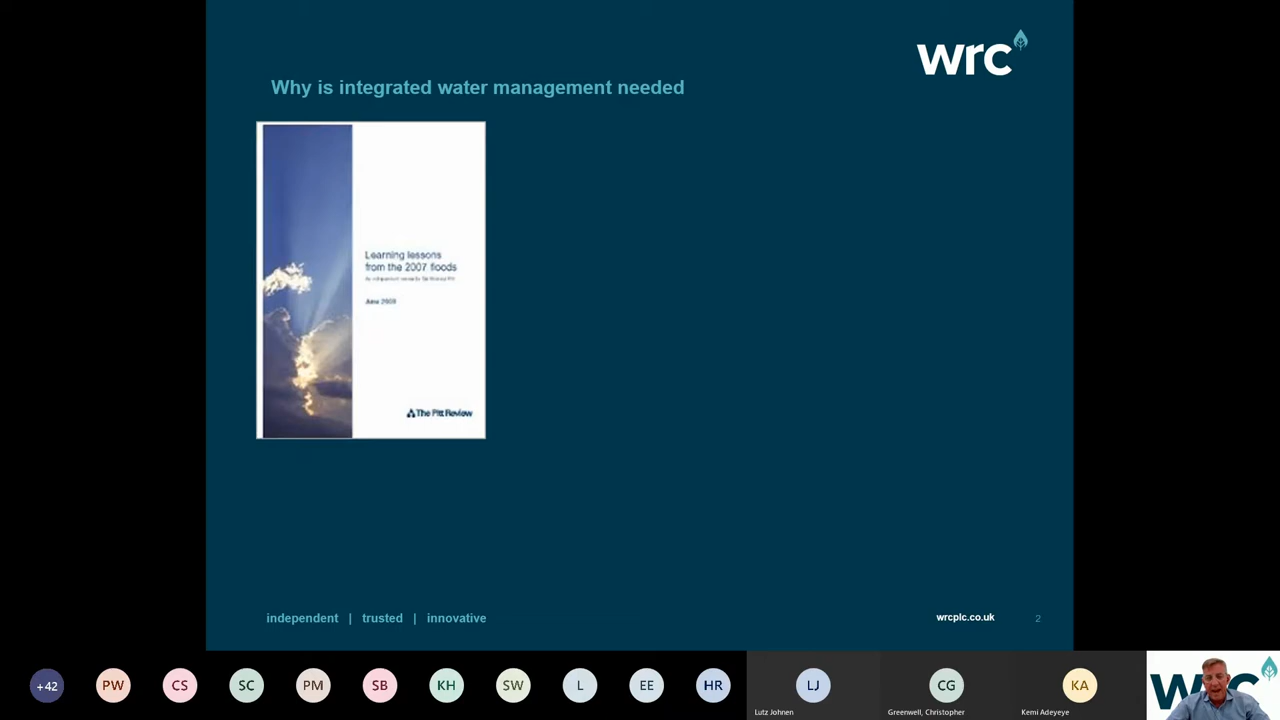 wrc
Why is integrated water management needed
Learning lessons
from the 2007 floods
The Pitt Review
independent | trusted | innovative
wrcplc.co.uk
2
+42
PW
CS
SC
PM
SB
KH
SW
L
EE
HR
LJ
CG
KA
Lutz Johnen
Greenwell, Christopher
Kemi Adeyeye